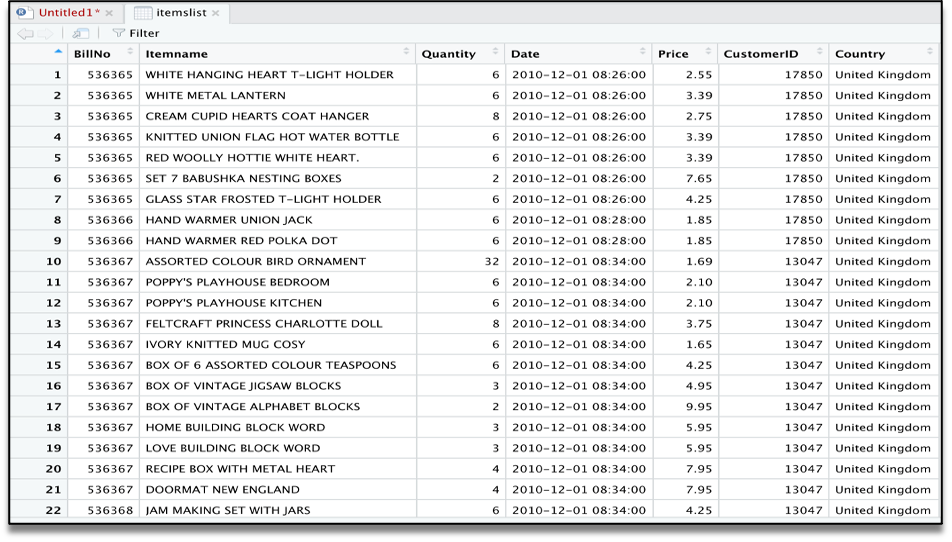 Untitled1* × itemslist ×
Filter
BillNo Itemname Quantity Date Price CustomerID Country
1 536365 WHITE HANGING HEART T-LIGHT HOLDER 6 2010-12-01 08:26:00 2.55 17850 United Kingdom
2 536365 WHITE METAL LANTERN 6 2010-12-01 08:26:00 3.39 17850 United Kingdom
3 536365 CREAM CUPID HEARTS COAT HANGER 8 2010-12-01 08:26:00 2.75 17850 United Kingdom
4 536365 KNITTED UNION FLAG HOT WATER BOTTLE 6 2010-12-01 08:26:00 3.39 17850 United Kingdom
5 536365 RED WOOLLY HOTTIE WHITE HEART. 6 2010-12-01 08:26:00 3.39 17850 United Kingdom
6 536365 SET 7 BABUSHKA NESTING BOXES 2 2010-12-01 08:26:00 7.65 17850 United Kingdom
7 536365 GLASS STAR FROSTED T-LIGHT HOLDER 6 2010-12-01 08:26:00 4.25 17850 United Kingdom
8 536366 HAND WARMER UNION JACK 6 2010-12-01 08:28:00 1.85 17850 United Kingdom
9 536366 HAND WARMER RED POLKA DOT 6 2010-12-01 08:28:00 1.85 17850 United Kingdom
10 536367 ASSORTED COLOUR BIRD ORNAMENT 32 2010-12-01 08:34:00 1.69 13047 United Kingdom
11 536367 POPPY'S PLAYHOUSE BEDROOM 6 2010-12-01 08:34:00 2.10 13047 United Kingdom
12 536367 POPPY'S PLAYHOUSE KITCHEN 6 2010-12-01 08:34:00 2.10 13047 United Kingdom
13 536367 FELTCRAFT PRINCESS CHARLOTTE DOLL 8 2010-12-01 08:34:00 3.75 13047 United Kingdom
14 536367 IVORY KNITTED MUG COSY 6 2010-12-01 08:34:00 1.65 13047 United Kingdom
15 536367 BOX OF 6 ASSORTED COLOUR TEASPOONS 6 2010-12-01 08:34:00 4.25 13047 United Kingdom
16 536367 BOX OF VINTAGE JIGSAW BLOCKS 3 2010-12-01 08:34:00 4.95 13047 United Kingdom
17 536367 BOX OF VINTAGE ALPHABET BLOCKS 2 2010-12-01 08:34:00 9.95 13047 United Kingdom
18 536367 HOME BUILDING BLOCK WORD 3 2010-12-01 08:34:00 5.95 13047 United Kingdom
19 536367 LOVE BUILDING BLOCK WORD 3 2010-12-01 08:34:00 5.95 13047 United Kingdom
20 536367 RECIPE BOX WITH METAL HEART 4 2010-12-01 08:34:00 7.95 13047 United Kingdom
21 536367 DOORMAT NEW ENGLAND 4 2010-12-01 08:34:00 7.95 13047 United Kingdom
22 536368 JAM MAKING SET WITH JARS 6 2010-12-01 08:34:00 4.25 13047 United Kingdom